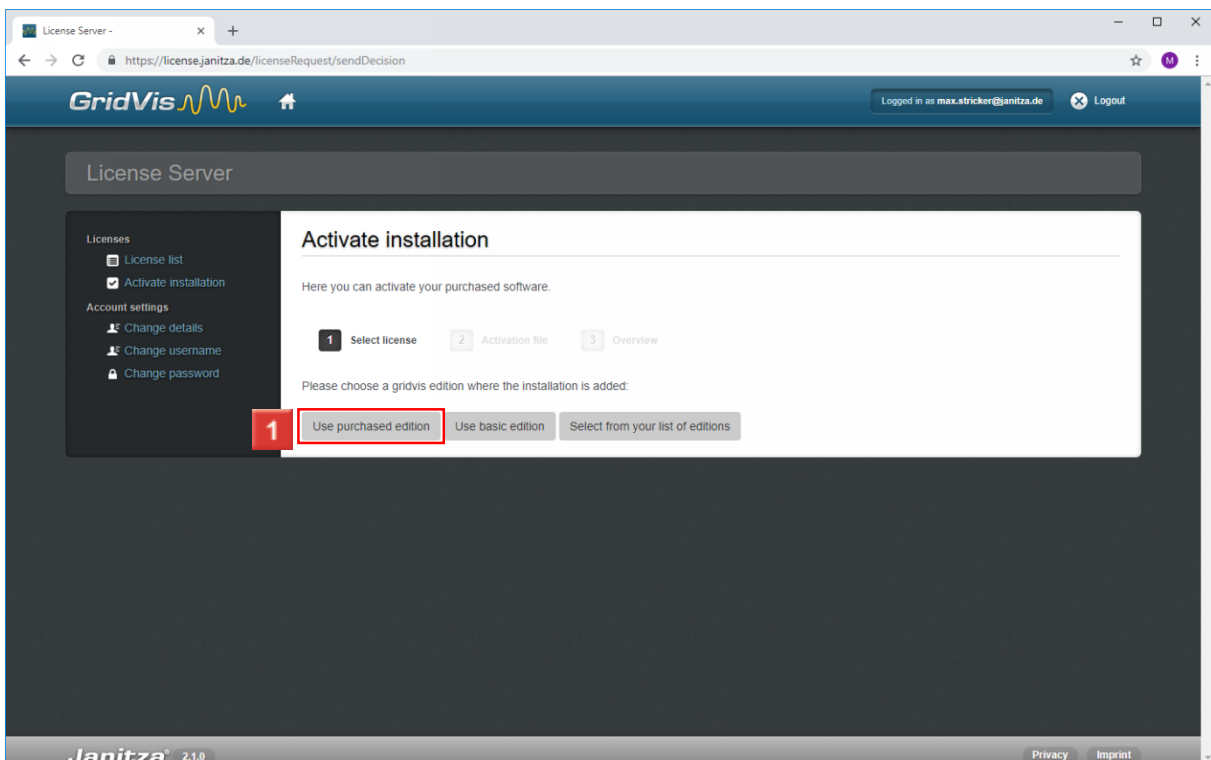 License Server -
https://license.janitza.de/licenseRequest/sendDecision
M
GridVis
Logged in as max.stricker@janitza.de
Logout
License Server
Licenses
License list
Activate installation
Account settings
Change details
Change username
Change password
Activate installation
Here you can activate your purchased software.
1 Select license 2 Activation file 3 Overview
Please choose a gridvis edition where the installation is added:
1 Use purchased edition Use basic edition Select from your list of editions
Janitza® 2.1.0
Privacy Imprint